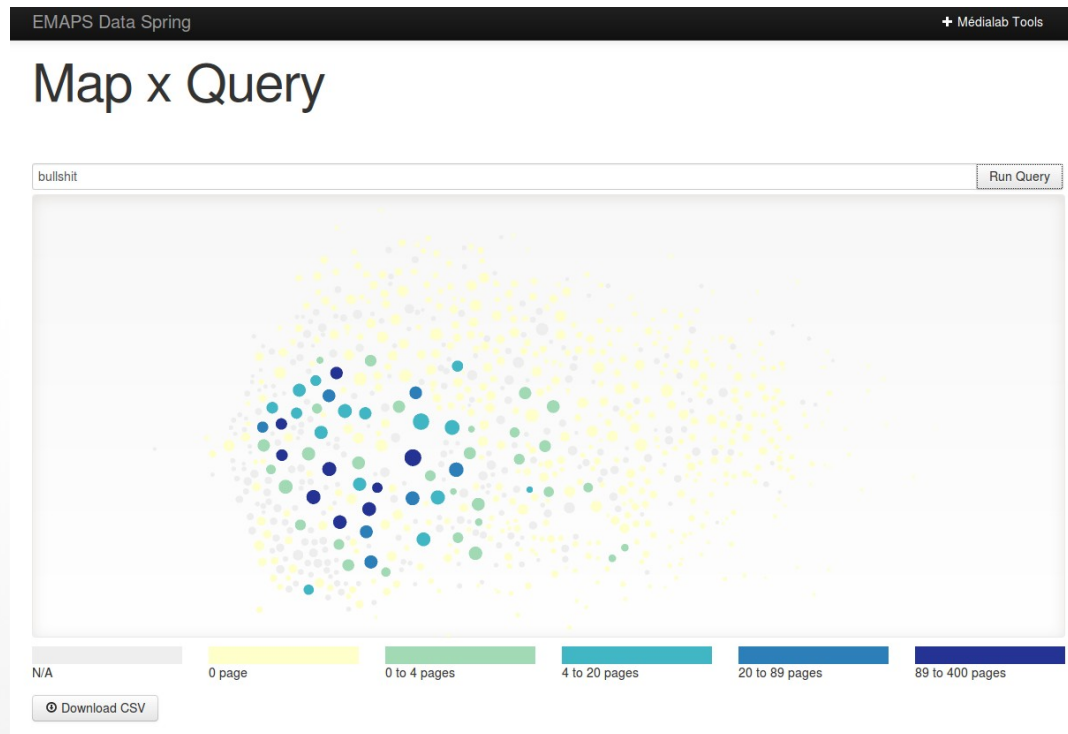 EMAPS Data Spring
+ Médialab Tools
Map x Query
bullshit
Run Query
N/A
0 page
0 to 4 pages
4 to 20 pages
20 to 89 pages
89 to 400 pages
Download CSV